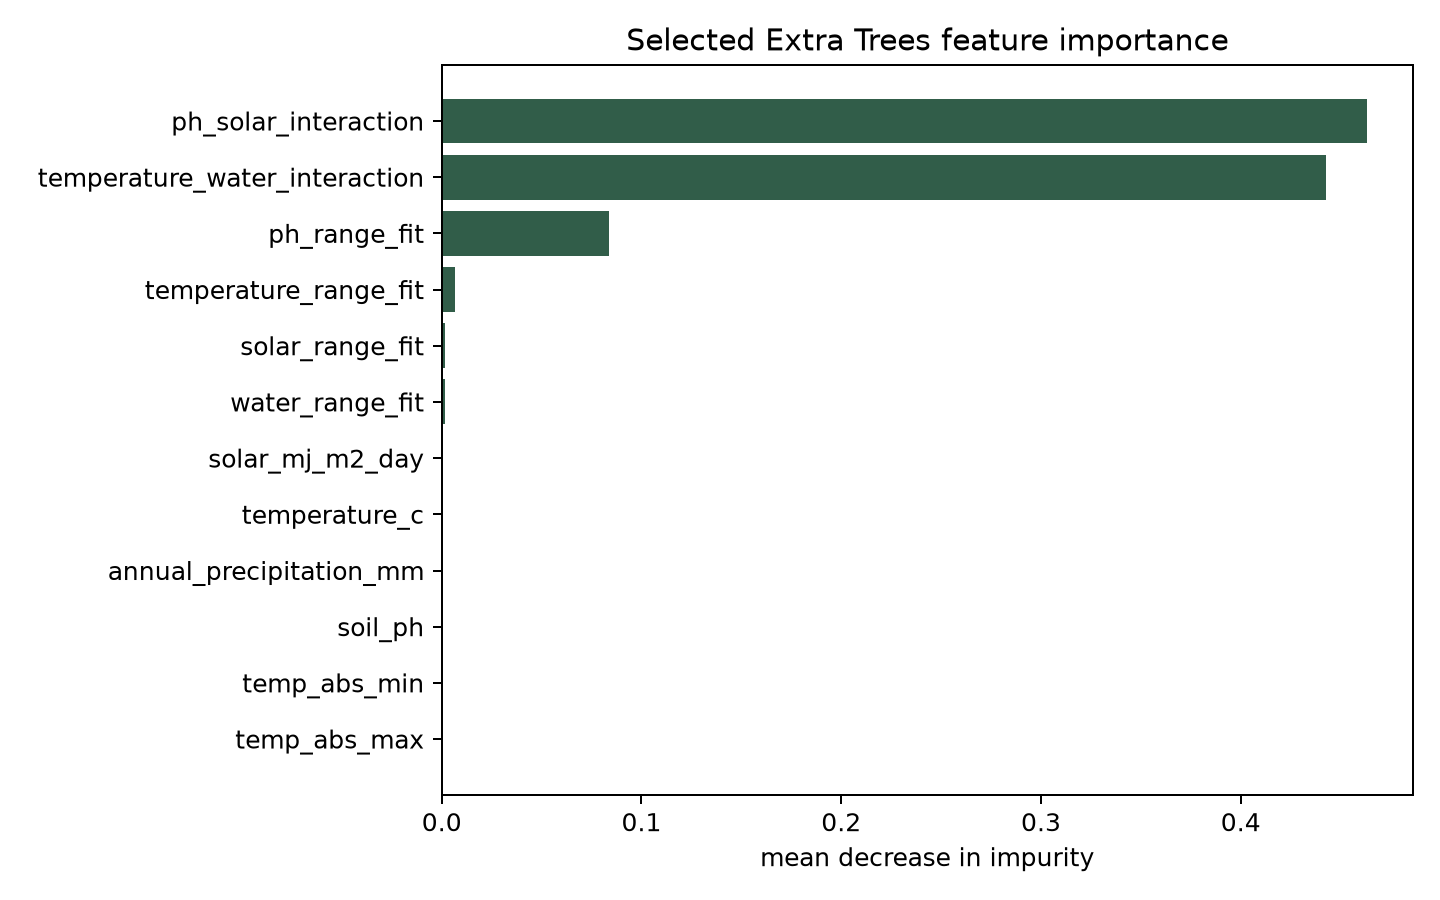 Selected Extra Trees feature importance
ph_solar_interaction
temperature_water_interaction
ph_range_fit
temperature_range_fit
solar_range_fit
water_range_fit
solar_mj_m2_day
temperature_c
annual_precipitation_mm
soil_ph
temp_abs_min
temp_abs_max
0.0 0.1 0.2 0.3 0.4
mean decrease in impurity